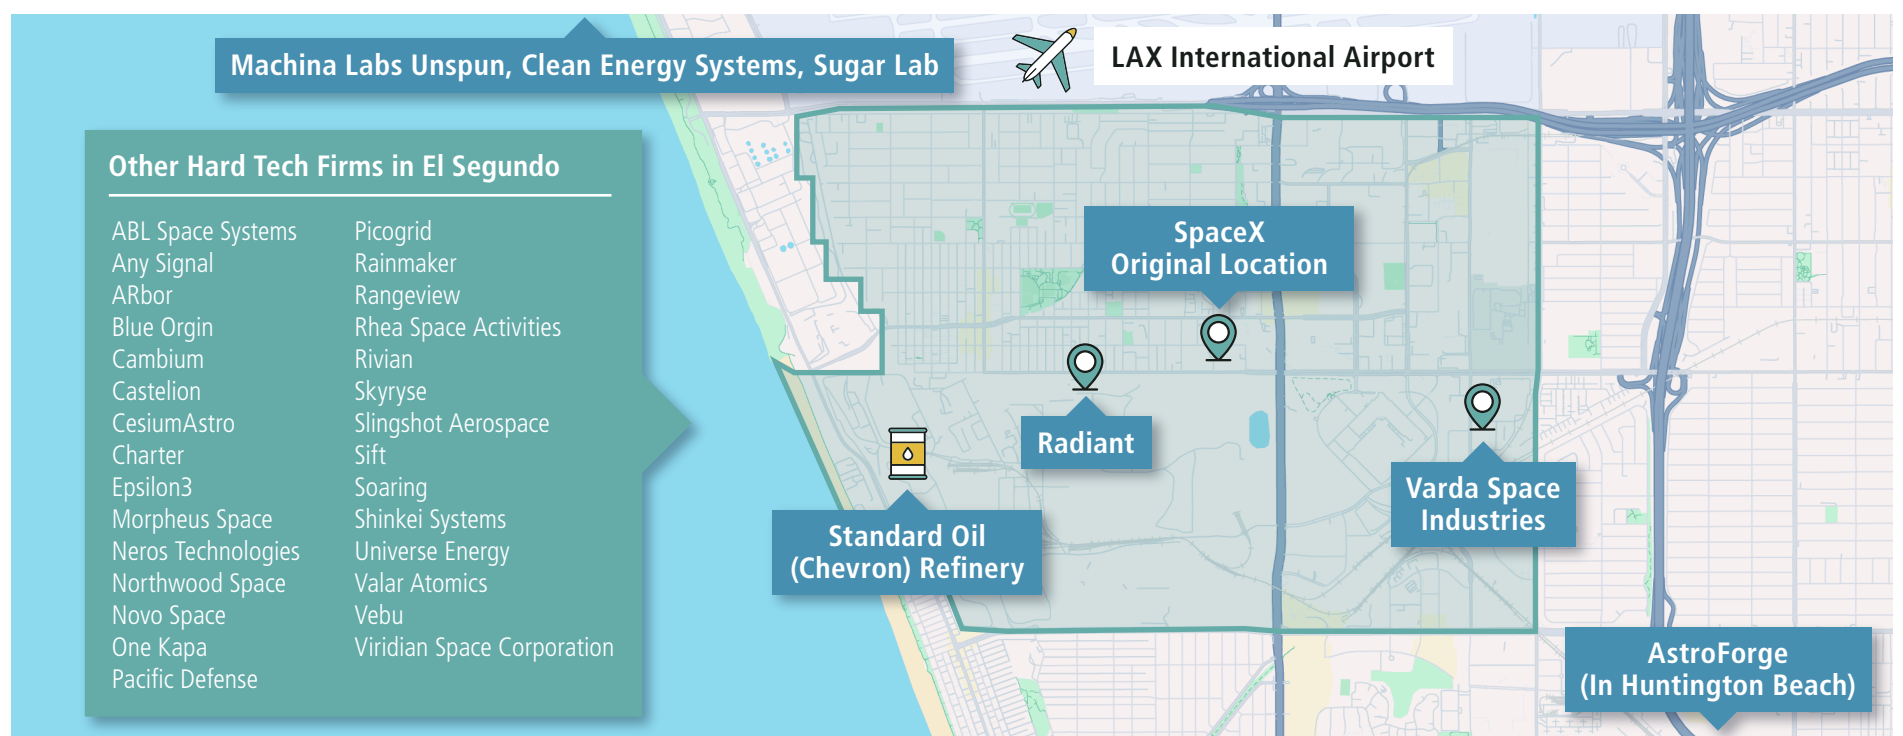 Machina Labs Unspun, Clean Energy Systems, Sugar Lab
LAX International Airport
Other Hard Tech Firms in El Segundo
ABL Space Systems
Any Signal
ARbor
Blue Orgin
Cambium
Castelion
CesiumAstro
Charter
Epsilon3
Morpheus Space
Neros Technologies
Northwood Space
Novo Space
One Kapa
Pacific Defense
Picogrid
Rainmaker
Rangeview
Rhea Space Activities
Rivian
Skyryse
Slingshot Aerospace
Sift
Soaring
Shinkei Systems
Universe Energy
Valar Atomics
Vebu
Viridian Space Corporation
SpaceX
Original Location
Radiant
Standard Oil
(Chevron) Refinery
Varda Space
Industries
AstroForge
(In Huntington Beach)